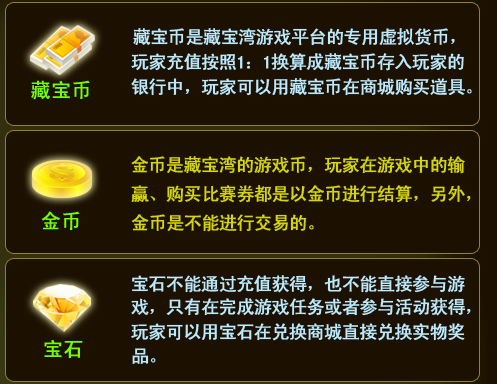 藏宝币是藏宝湾游戏平台的专用虚拟货币，
玩家充值按照1：1换算成藏宝币存入玩家的
银行中，玩家可以用藏宝币在商城购买道具。
藏宝币
金币是藏宝湾的游戏币，玩家在游戏中的输
赢、购买比赛券都是以金币进行结算，另外，
金币是不能进行交易的。
金币
宝石不能通过充值获得，也不能直接参与游
戏，只有在完成游戏任务或者参与活动获得，
玩家可以用宝石在兑换商城直接兑换实物奖
品。
宝石